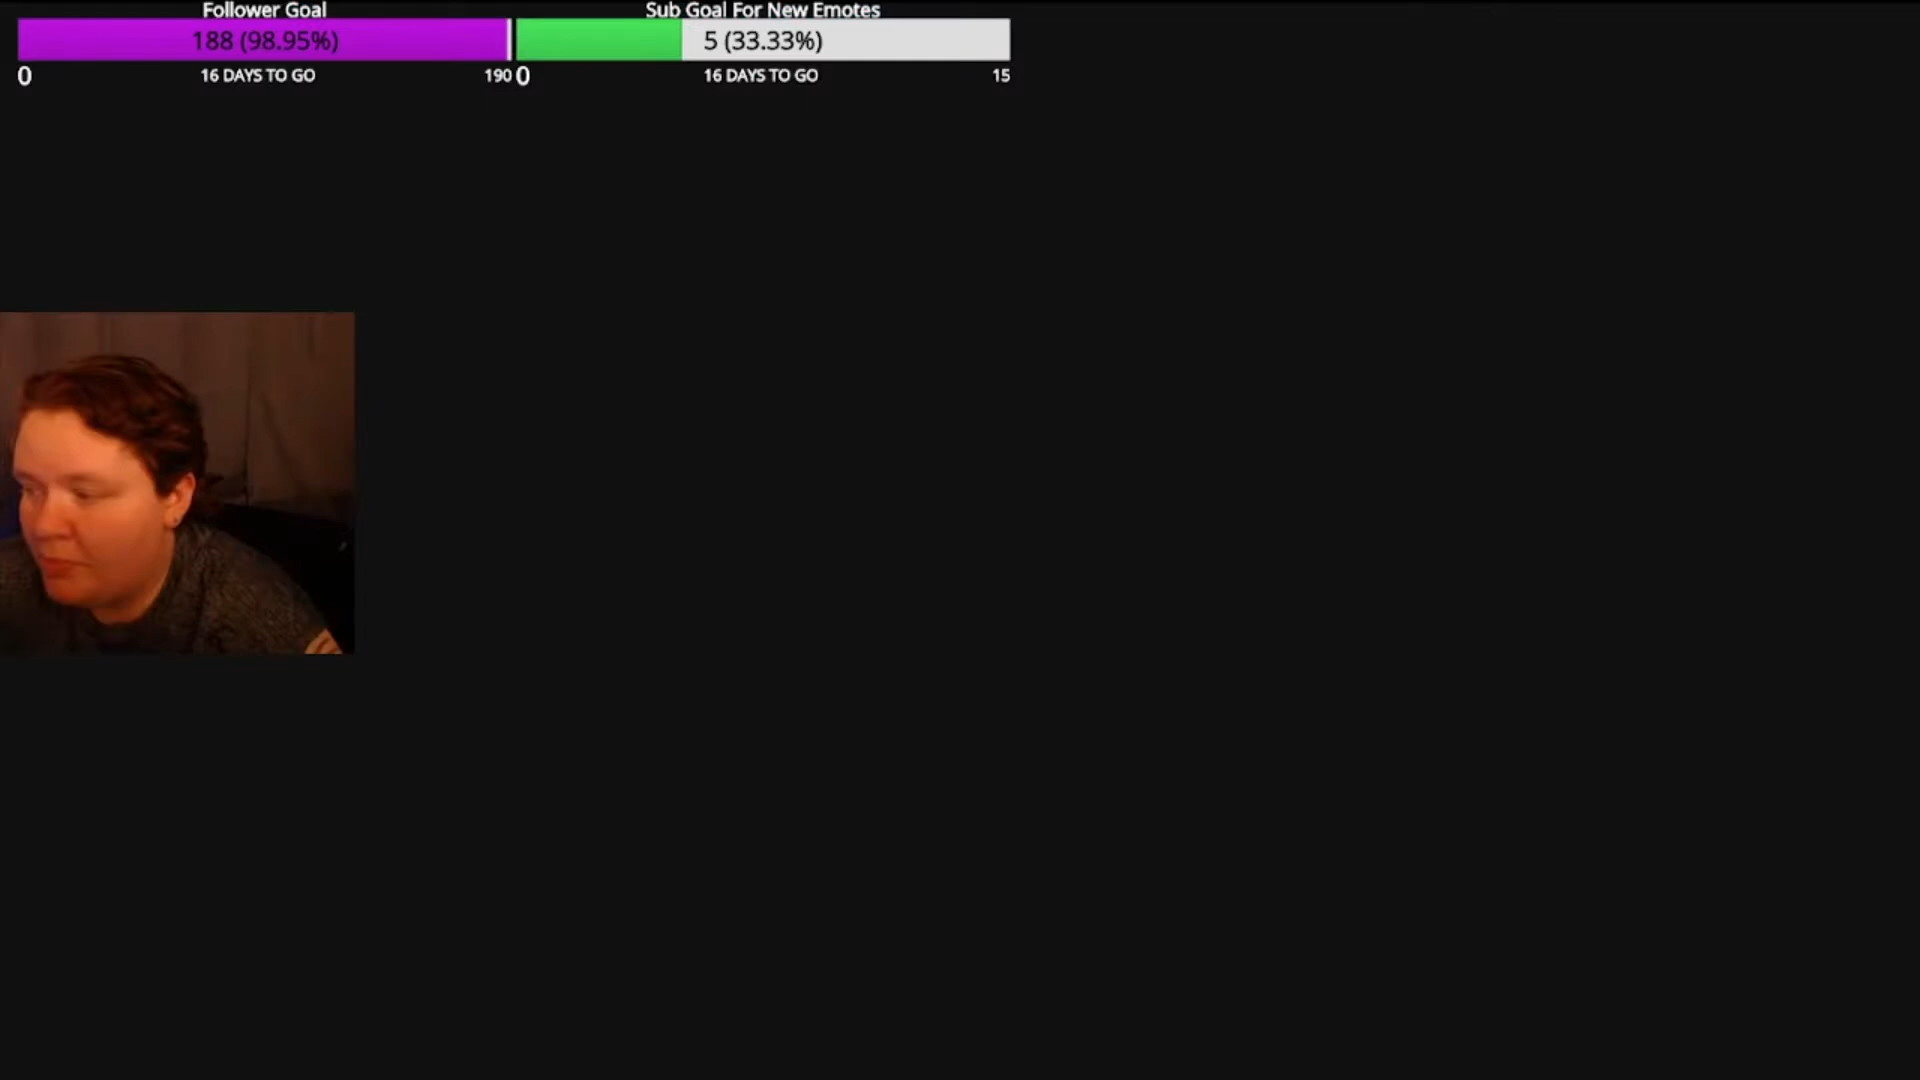 Follower Goal
188 (98.95%)
0 16 DAYS TO GO 190
Sub Goal For New Emotes
5 (33.33%)
0 16 DAYS TO GO 15